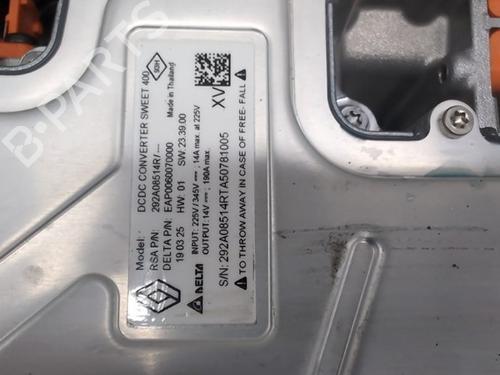 Model: DCDC CONVERTER SWEET 400
RSA P/N: 292A08514R/ ---
DELTA P/N: EAP0060070000
19 03 25 HW: 01 SW: 23.39.00
Made in Thailand
INPUT: 225V / 345V 14A max. at 225V
OUTPUT: 14V 190A max.
DELTA
S/N: 292A08514RTA50781005
TO THROW AWAY IN CASE OF FREE- FALL
XV
SOH
B-PARTS